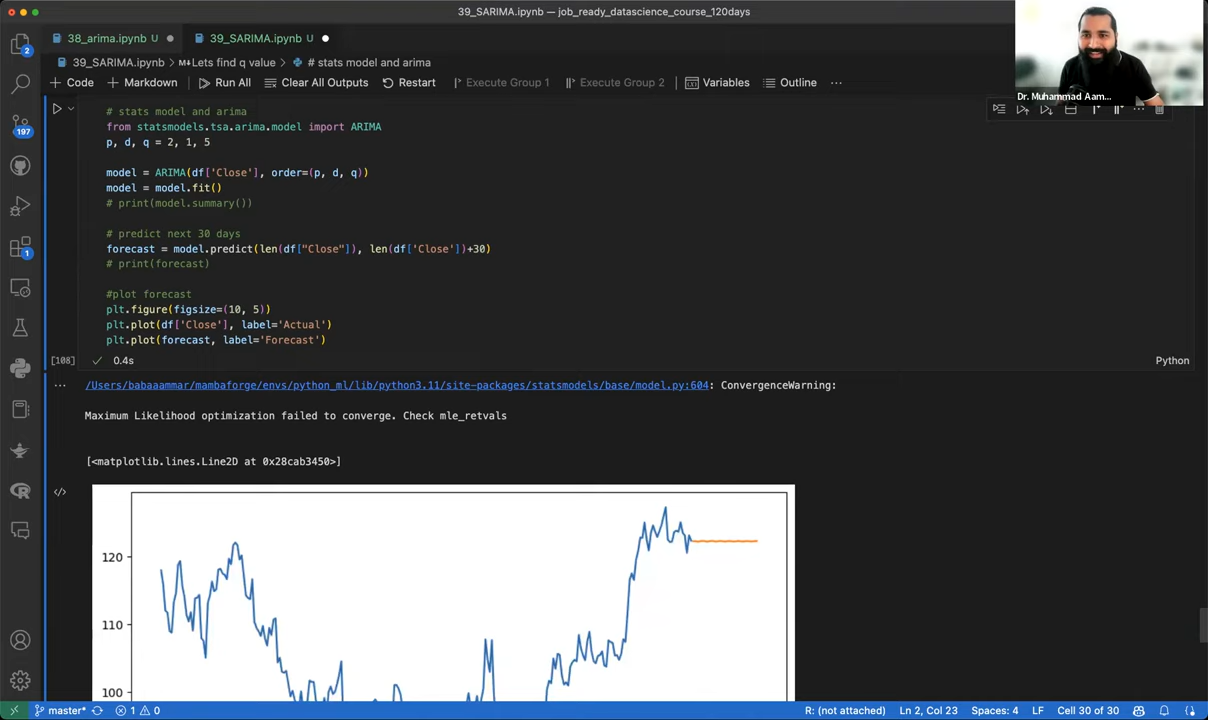 39_SARIMA.ipynb — job_ready_datascience_course_120days
38_arima.ipynb U
39_SARIMA.ipynb U
39_SARIMA.ipynb > M↓Lets find q value > # stats model and arima
+ Code + Markdown Run All Clear All Outputs Restart Execute Group 1 Execute Group 2 Variables Outline ...
Dr. Muhammad Aam...
# stats model and arima
from statsmodels.tsa.arima.model import ARIMA
p, d, q = 2, 1, 5
model = ARIMA(df['Close'], order=(p, d, q))
model = model.fit()
# print(model.summary())
# predict next 30 days
forecast = model.predict(len(df["Close"]), len(df['Close'])+30)
# print(forecast)
#plot forecast
plt.figure(figsize=(10, 5))
plt.plot(df['Close'], label='Actual')
plt.plot(forecast, label='Forecast')
[108] ✓ 0.4s Python
... /Users/babaaammar/mambaforge/envs/python_ml/lib/python3.11/site-packages/statsmodels/base/model.py:604: ConvergenceWarning:
Maximum Likelihood optimization failed to converge. Check mle_retvals
[<matplotlib.lines.Line2D at 0x28cab3450>]
</>
120
110
100
2
197
1
master* 1 0 R: (not attached) Ln 2, Col 23 Spaces: 4 LF Cell 30 of 30